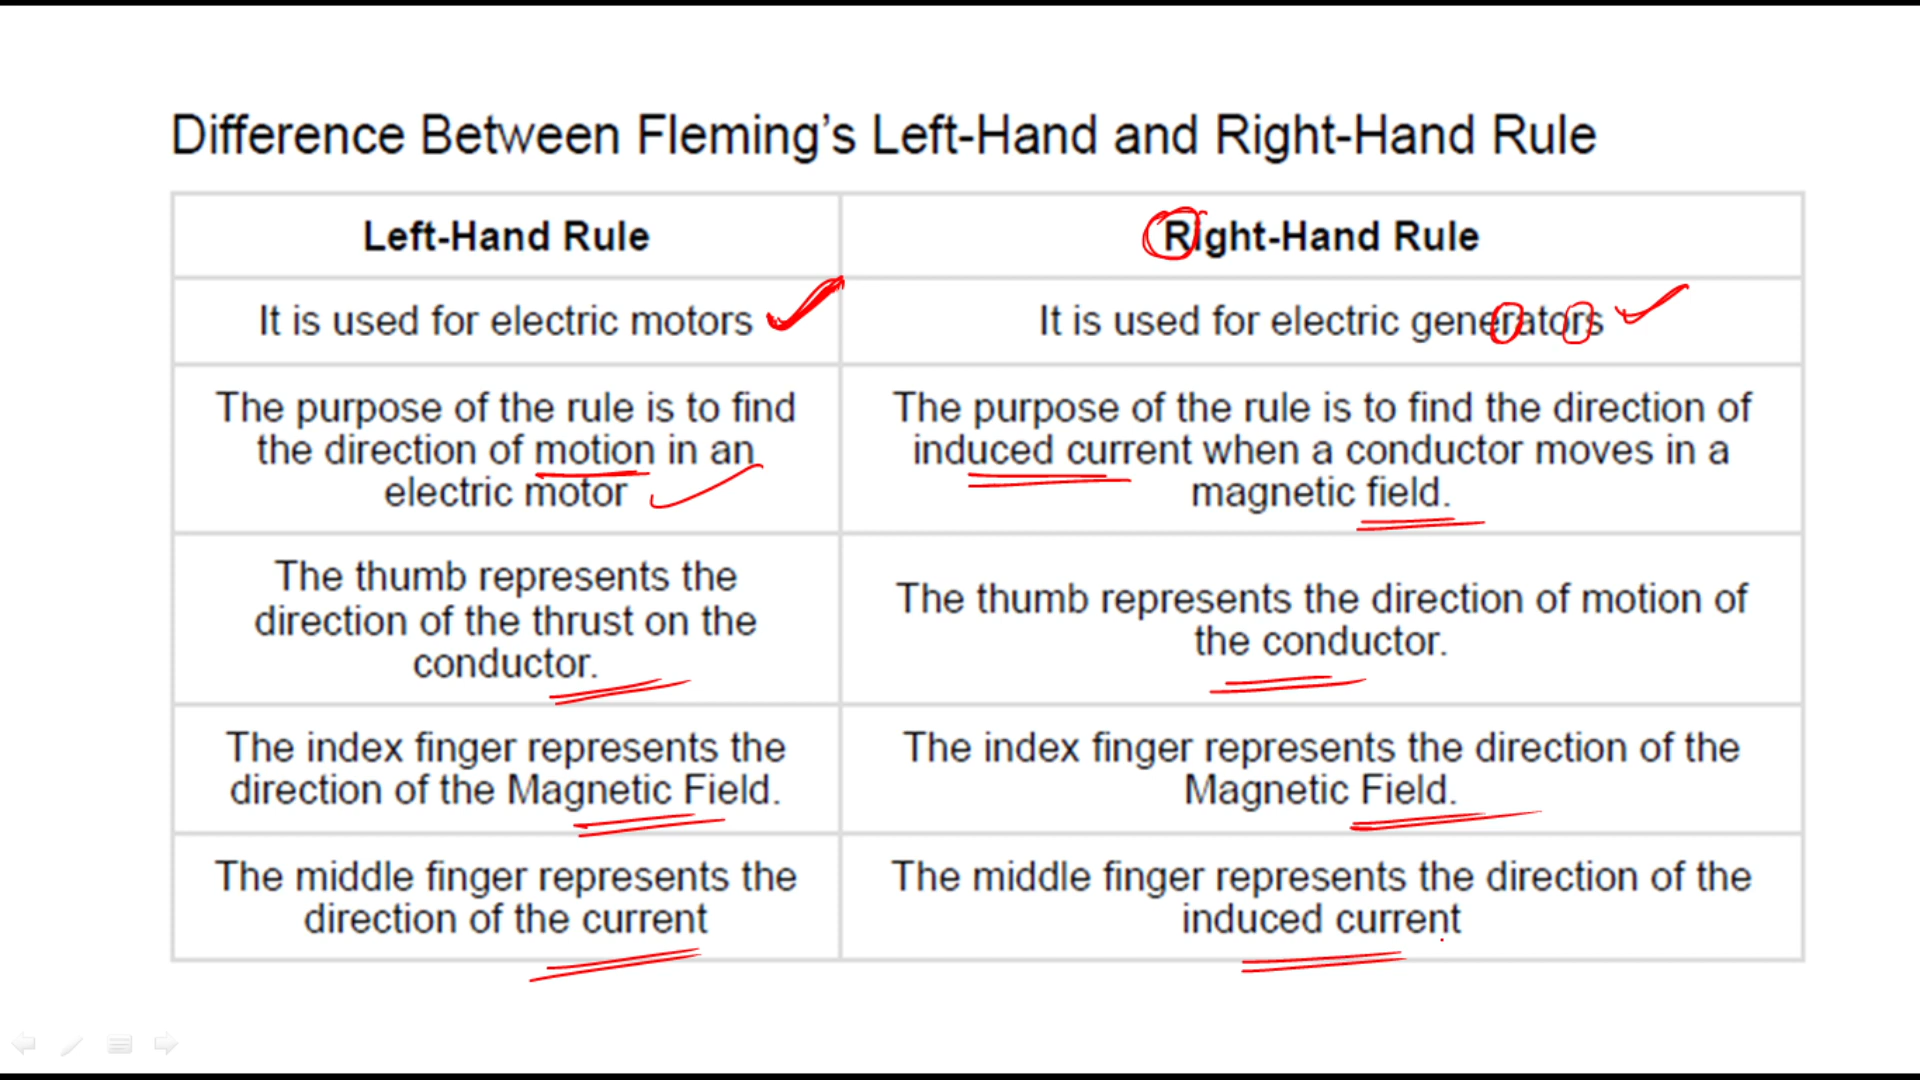 Difference Between Fleming’s Left-Hand and Right-Hand Rule
Left-Hand Rule
Right-Hand Rule
It is used for electric motors
It is used for electric generators
The purpose of the rule is to find
the direction of motion in an
electric motor
The purpose of the rule is to find the direction of
induced current when a conductor moves in a
magnetic field.
The thumb represents the
direction of the thrust on the
conductor.
The thumb represents the direction of motion of
the conductor.
The index finger represents the
direction of the Magnetic Field.
The index finger represents the direction of the
Magnetic Field.
The middle finger represents the
direction of the current
The middle finger represents the direction of the
induced current